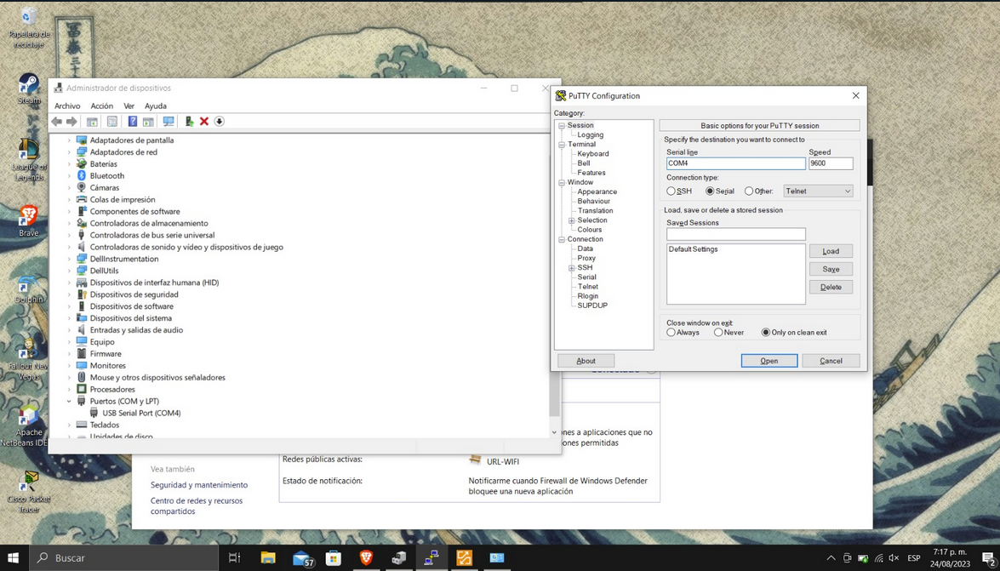 Papelera de
reciclaje
Steam
League of
Legends
Brave
Dolphin
Fallout New
Vegas
Apache
NetBeans IDE
Cisco Packet
Tracer
Administrador de dispositivos
Archivo Acción Ver Ayuda
Adaptadores de pantalla
Adaptadores de red
Baterías
Bluetooth
Cámaras
Colas de impresión
Componentes de software
Controladoras de almacenamiento
Controladoras de bus serie universal
Controladoras de sonido y vídeo y dispositivos de juego
DellInstrumentation
DellUtils
Dispositivos de interfaz humana (HID)
Dispositivos de seguridad
Dispositivos de software
Dispositivos del sistema
Entradas y salidas de audio
Equipo
Firmware
Monitores
Mouse y otros dispositivos señaladores
Procesadores
Puertos (COM y LPT)
USB Serial Port (COM4)
Teclados
Unidades de disco
PuTTY Configuration
Category:
Session
Logging
Terminal
Keyboard
Bell
Features
Window
Appearance
Behaviour
Translation
Selection
Colours
Connection
Data
Proxy
SSH
Serial
Telnet
Rlogin
SUPDUP
Basic options for your PuTTY session
Specify the destination you want to connect to
Serial line Speed
COM4 9600
Connection type:
SSH Serial Other: Telnet
Load, save or delete a stored session
Saved Sessions
Default Settings
Load
Save
Delete
Close window on exit:
Always Never Only on clean exit
About Open Cancel
ones a aplicaciones que no
ones permitidas
Redes públicas activas: URL-WIFI
Estado de notificación: Notificarme cuando Firewall de Windows Defender
bloquee una nueva aplicación
Vea también
Seguridad y mantenimiento
Centro de redes y recursos
compartidos
Buscar
57
ESP
7:17 p. m.
24/08/2023